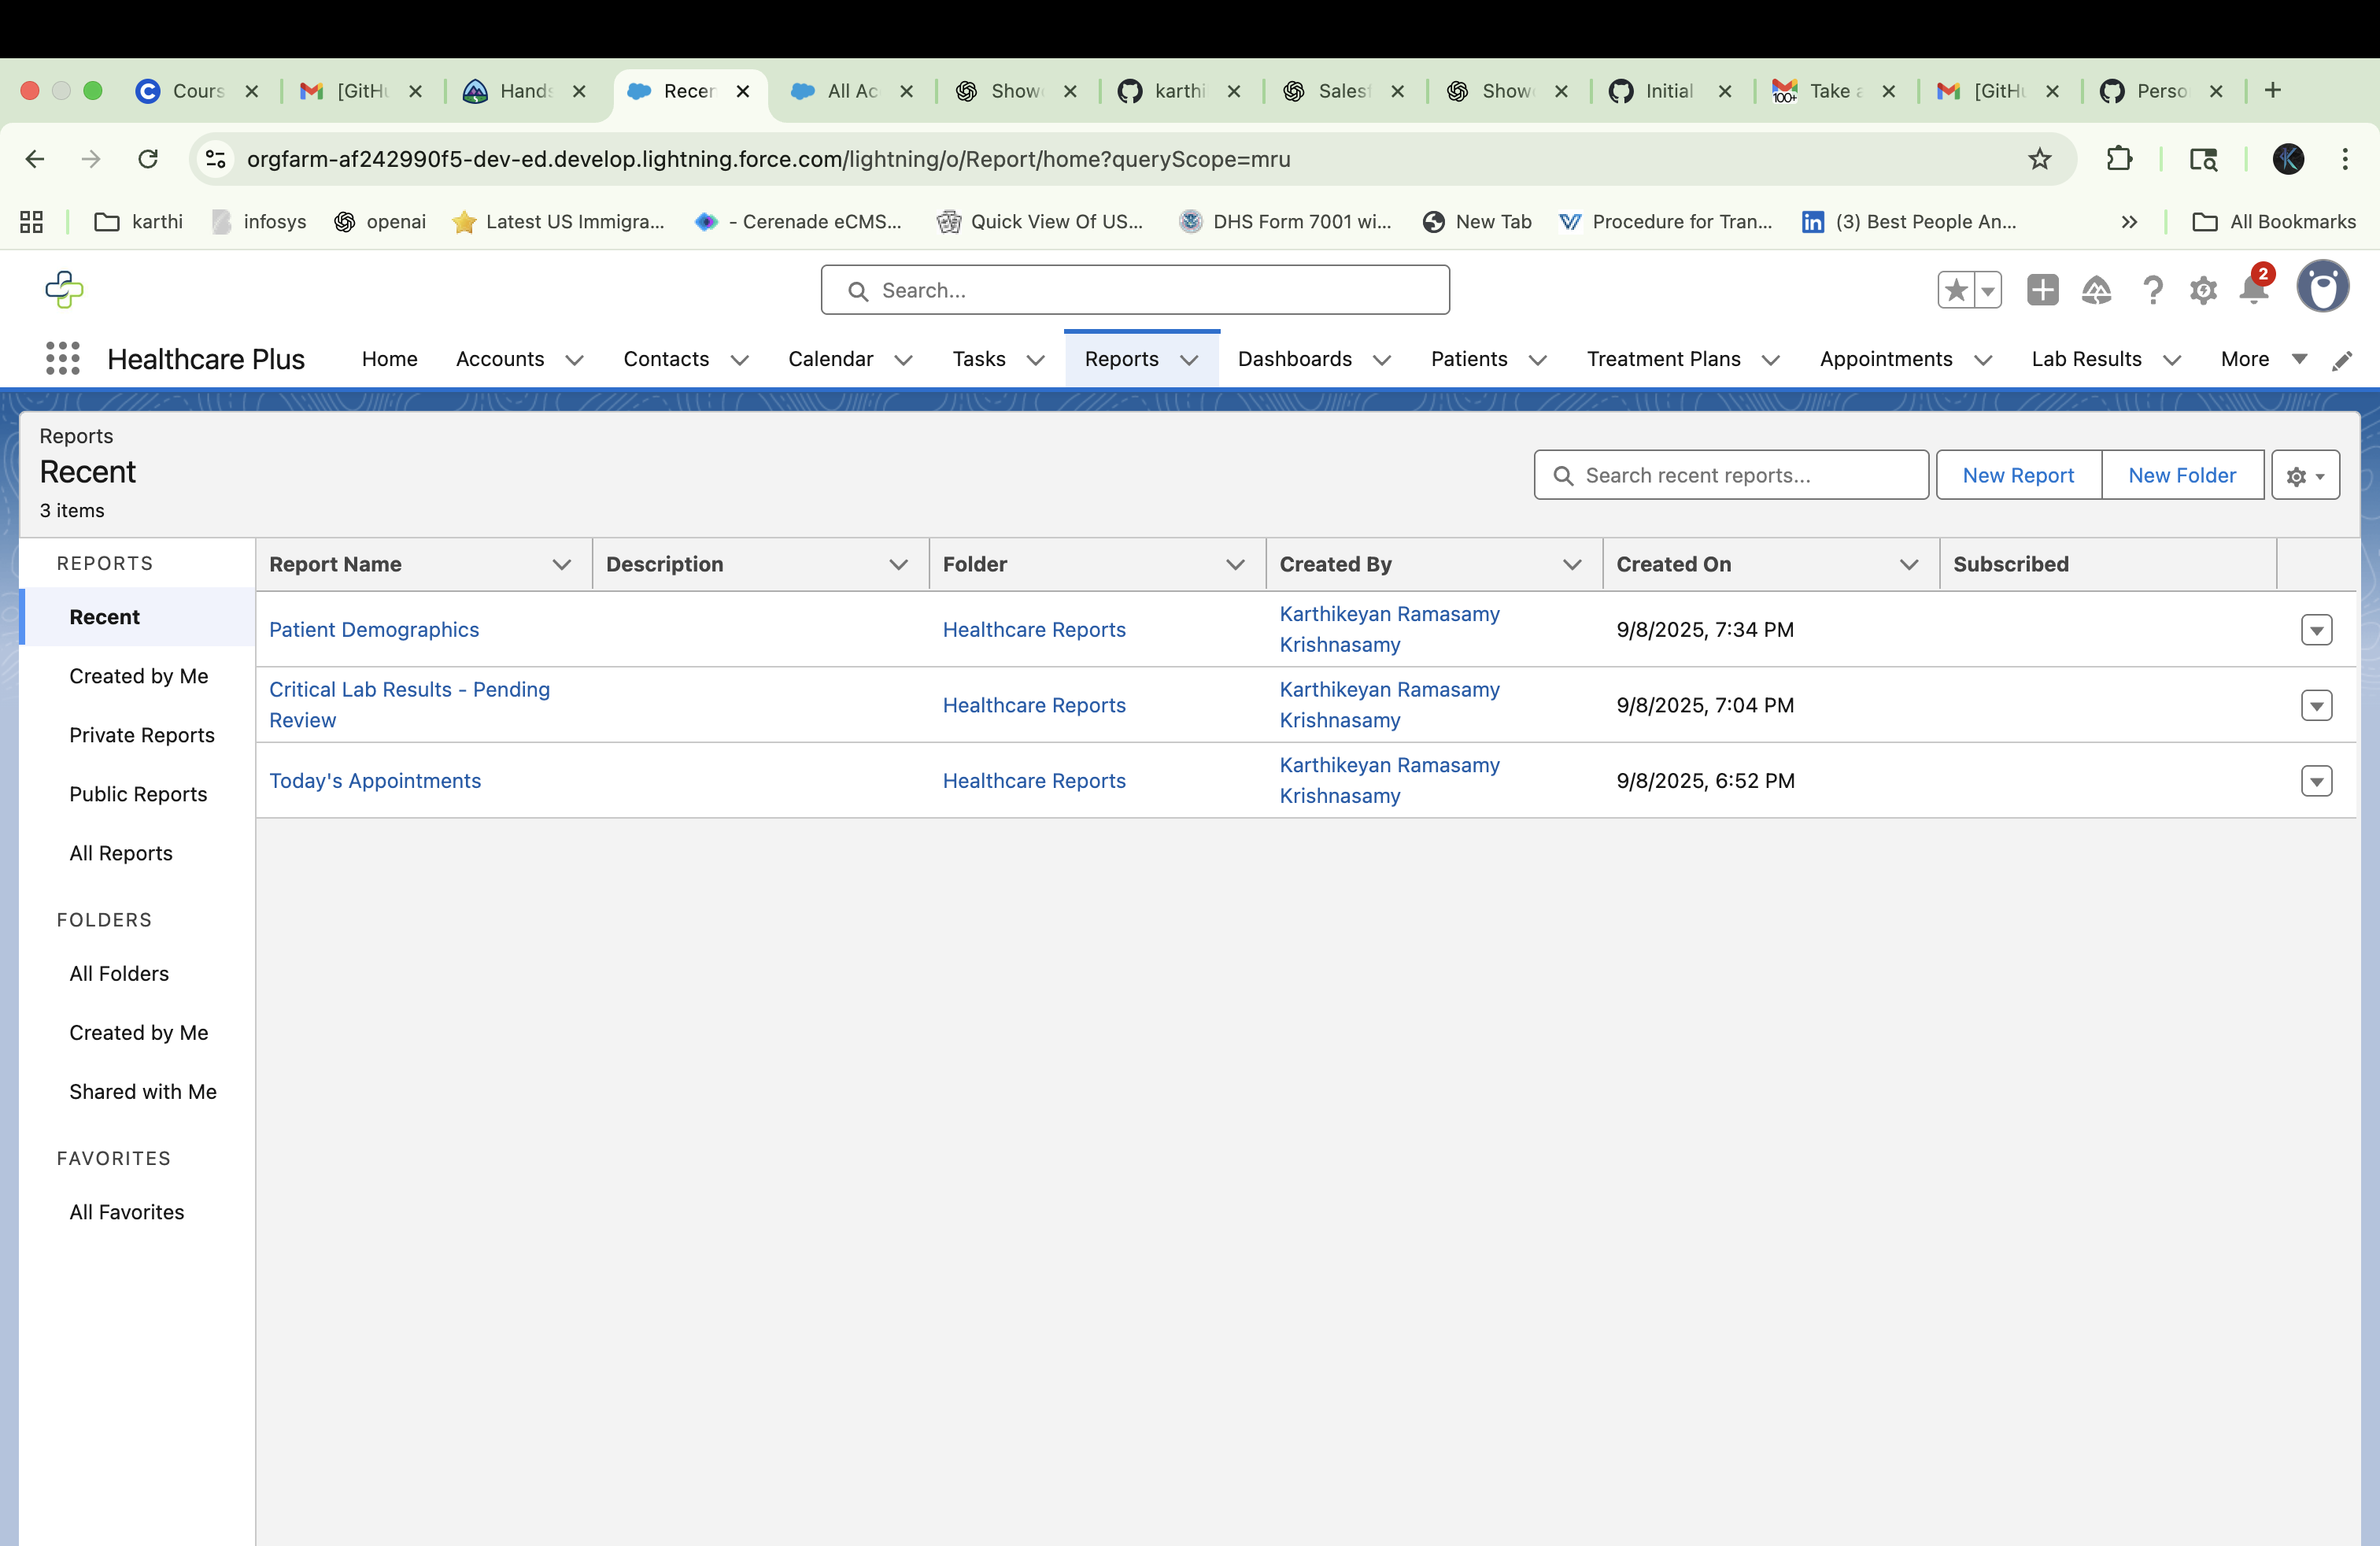 Cours
[GitHu
Hands
Recen
All Ac
Show
karthi
Salesf
Show
Initial
100+
Take a
[GitHu
Perso
orgfarm-af242990f5-dev-ed.develop.lightning.force.com/lightning/o/Report/home?queryScope=mru
karthi
infosys
openai
Latest US Immigra...
- Cerenade eCMS...
Quick View Of US...
DHS Form 7001 wi...
New Tab
Procedure for Tran...
(3) Best People An...
All Bookmarks
Search...
2
Healthcare Plus
Home
Accounts
Contacts
Calendar
Tasks
Reports
Dashboards
Patients
Treatment Plans
Appointments
Lab Results
More
Reports
Recent
3 items
Search recent reports...
New Report
New Folder
REPORTS
Recent
Created by Me
Private Reports
Public Reports
All Reports
FOLDERS
All Folders
Created by Me
Shared with Me
FAVORITES
All Favorites
Report Name
Description
Folder
Created By
Created On
Subscribed
Patient Demographics
Healthcare Reports
Karthikeyan Ramasamy
Krishnasamy
9/8/2025, 7:34 PM
Critical Lab Results - Pending
Review
Healthcare Reports
Karthikeyan Ramasamy
Krishnasamy
9/8/2025, 7:04 PM
Today's Appointments
Healthcare Reports
Karthikeyan Ramasamy
Krishnasamy
9/8/2025, 6:52 PM